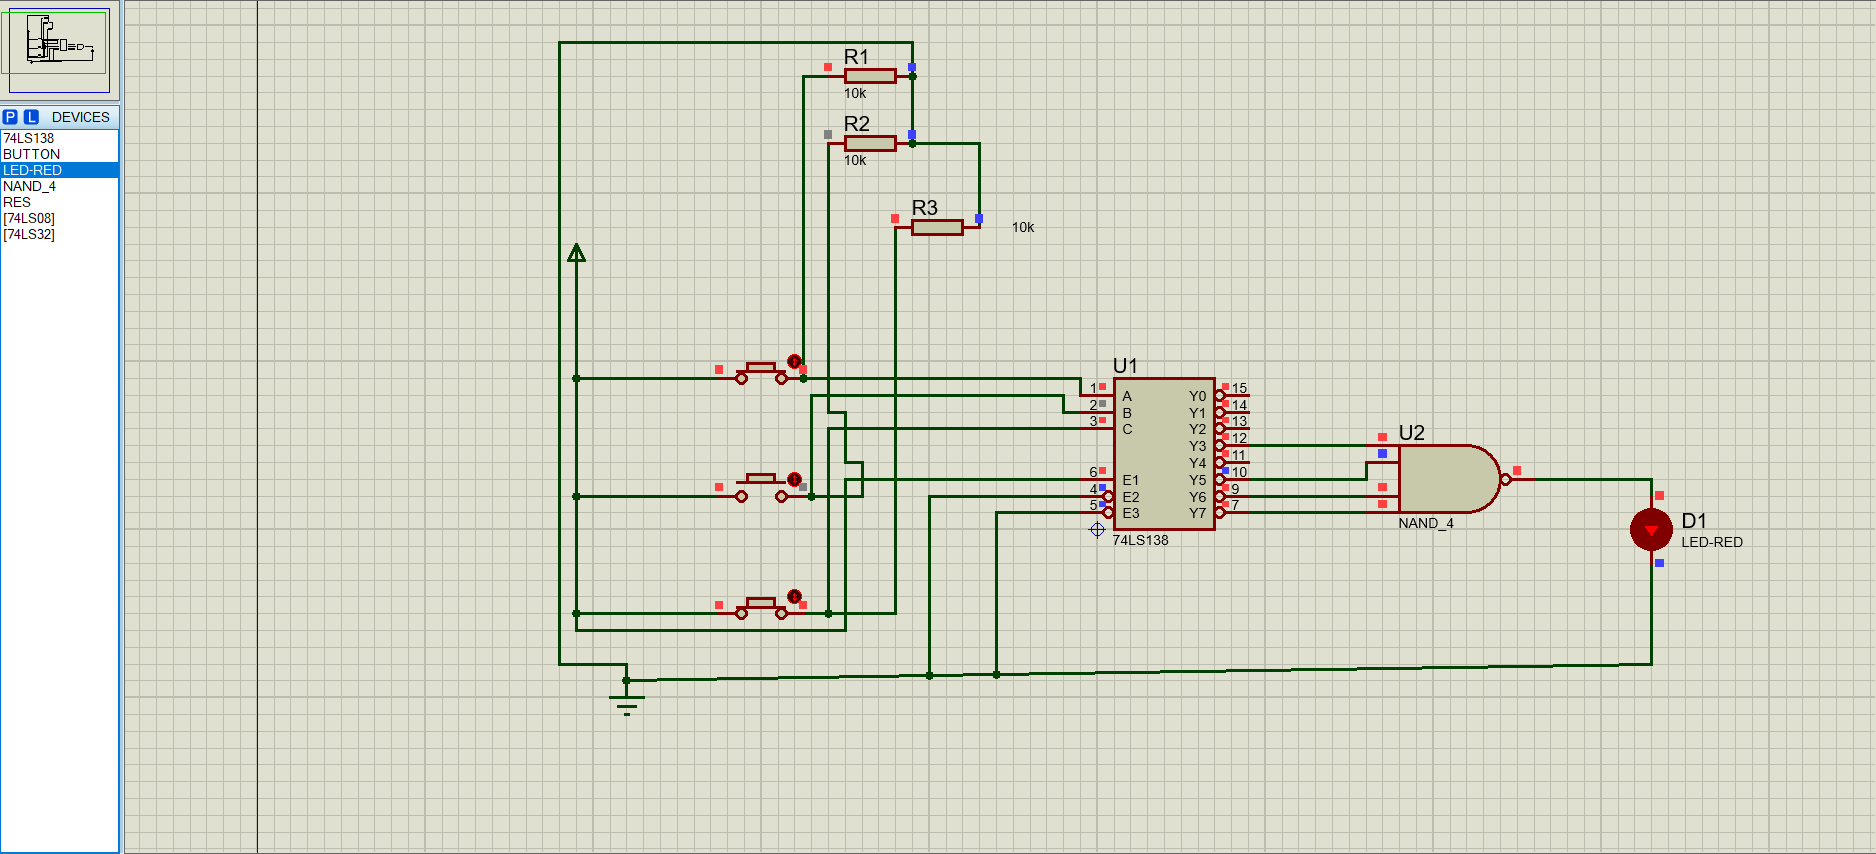 P L DEVICES
74LS138
BUTTON
LED-RED
NAND_4
RES
[74LS08]
[74LS32]
R1
10k
R2
10k
R3
10k
U1
1 A Y0 15
2 B Y1 14
3 C Y2 13
Y3 12
Y4 11
6 E1 Y5 10
4 E2 Y6 9
5 E3 Y7 7
74LS138
U2
NAND_4
D1
LED-RED